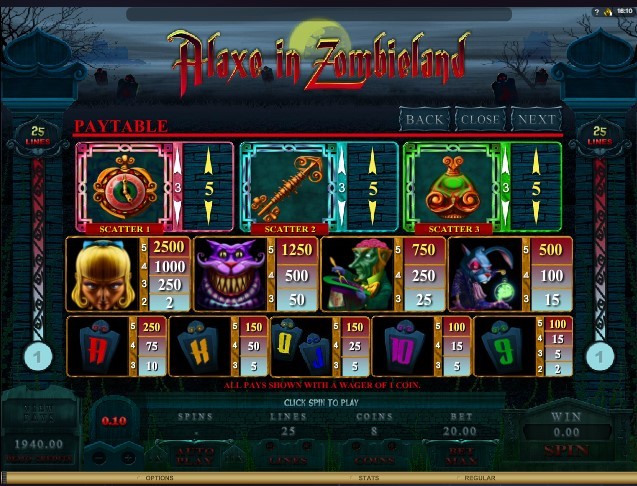 ? 18:10
Alaxe in Zombieland
25 LINES
25 LINES
PAYTABLE
BACK CLOSE NEXT
3 5
3 5
3 5
SCATTER 1 SCATTER 2 SCATTER 3
5 2500 5 1250 5 750 5 500
4 1000 4 500 4 250 4 100
3 250 3 50 3 25 3 15
2 2
5 250 5 150 5 150 5 100 5 100
4 75 4 50 4 25 4 15 4 15
3 10 3 5 3 5 3 5 3 5
2 2
A K Q J 10 9
1 1
ALL PAYS SHOWN WITH A WAGER OF 1 COIN.
CLICK SPIN TO PLAY
0.10 SPINS LINES COINS BET WIN
1940.00 - 25 8 20.00 0.00
AUTO PLAY LINES COINS BET MAX SPIN
OPTIONS STATS REGULAR